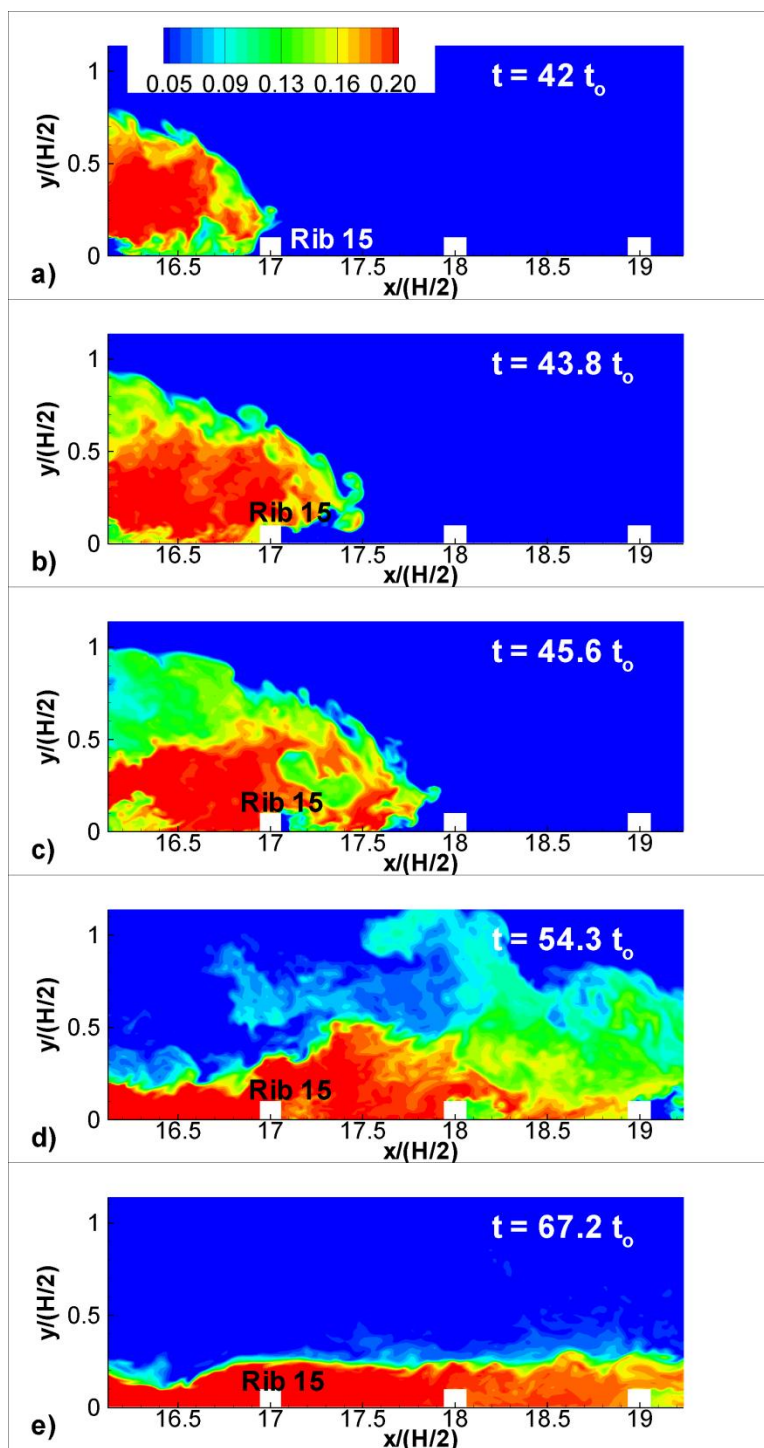 0.05 0.09 0.13 0.16 0.20
t = 42 tₒ
y/(H/2)
1
0.5
0
Rib 15
16.5 17 17.5 18 18.5 19
x/(H/2)
a)
t = 43.8 tₒ
y/(H/2)
1
0.5
0
Rib 15
16.5 17 17.5 18 18.5 19
x/(H/2)
b)
t = 45.6 tₒ
y/(H/2)
1
0.5
0
Rib 15
16.5 17 17.5 18 18.5 19
x/(H/2)
c)
t = 54.3 tₒ
y/(H/2)
1
0.5
0
Rib 15
16.5 17 17.5 18 18.5 19
x/(H/2)
d)
t = 67.2 tₒ
y/(H/2)
1
0.5
0
Rib 15
16.5 17 17.5 18 18.5 19
x/(H/2)
e)